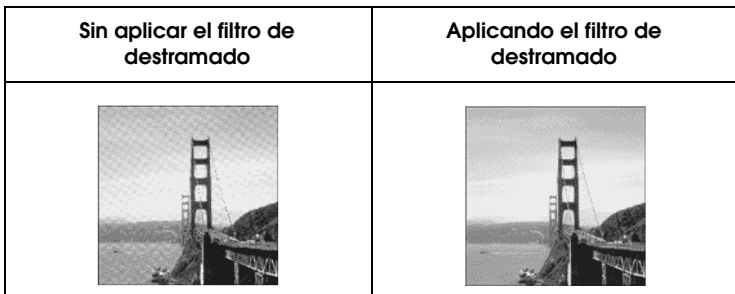 Sin aplicar el filtro de
destramado
Aplicando el filtro de
destramado